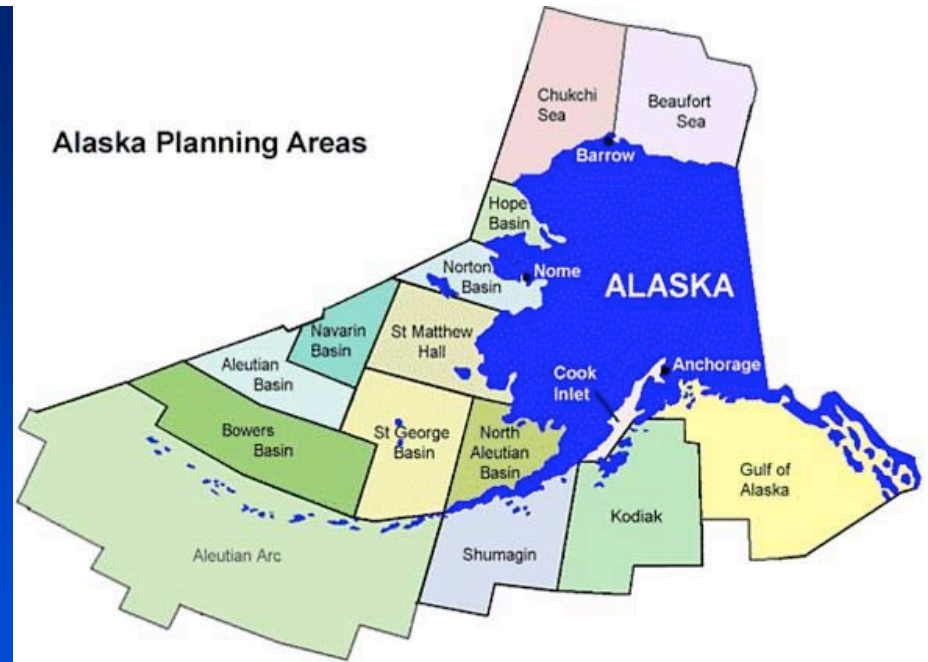 Alaska Planning Areas
Chukchi
Sea
Beaufort
Sea
Barrow
Hope
Basin
Norton
Basin
Nome
ALASKA
Navarin
Basin
St Matthew
Hall
Aleutian
Basin
Cook
Inlet
Anchorage
Bowers
Basin
St George
Basin
North
Aleutian
Basin
Gulf of
Alaska
Kodiak
Shumagin
Aleutian Arc